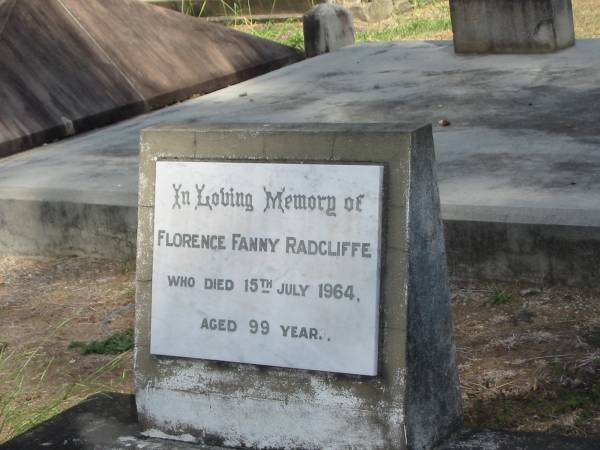 In Loving Memory of
FLORENCE FANNY RADCLIFFE
WHO DIED 15TH JULY 1964,
AGED 99 YEAR..